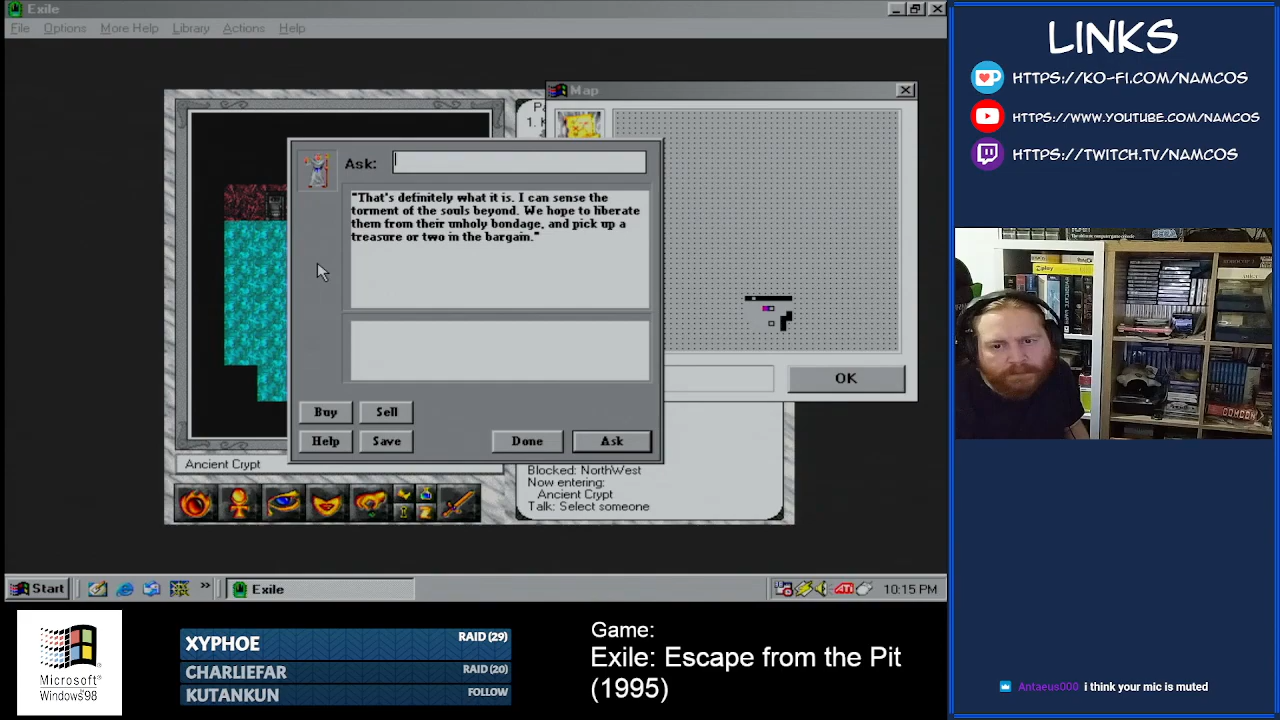 Exile
File Options More Help Library Actions Help
Map
Pa
1. K
Ask:
"That's definitely what it is. I can sense the
torment of the souls beyond. We hope to liberate
them from their unholy bondage, and pick up a
treasure or two in the bargain."
OK
Buy Sell
Help Save Done Ask
Ancient Crypt
Blocked: NorthWest
Now entering:
Ancient Crypt
Talk: Select someone
Start Exile 10:15 PM
LINKS
HTTPS://KO-FI.COM/NAMCOS
HTTPS://WWW.YOUTUBE.COM/NAMCOS
HTTPS://TWITCH.TV/NAMCOS
Microsoft
Windows98
XYPHOE RAID (29)
CHARLIEFAR RAID (20)
KUTANKUN FOLLOW
Game:
Exile: Escape from the Pit
(1995)
Antaeus000 i think your mic is muted